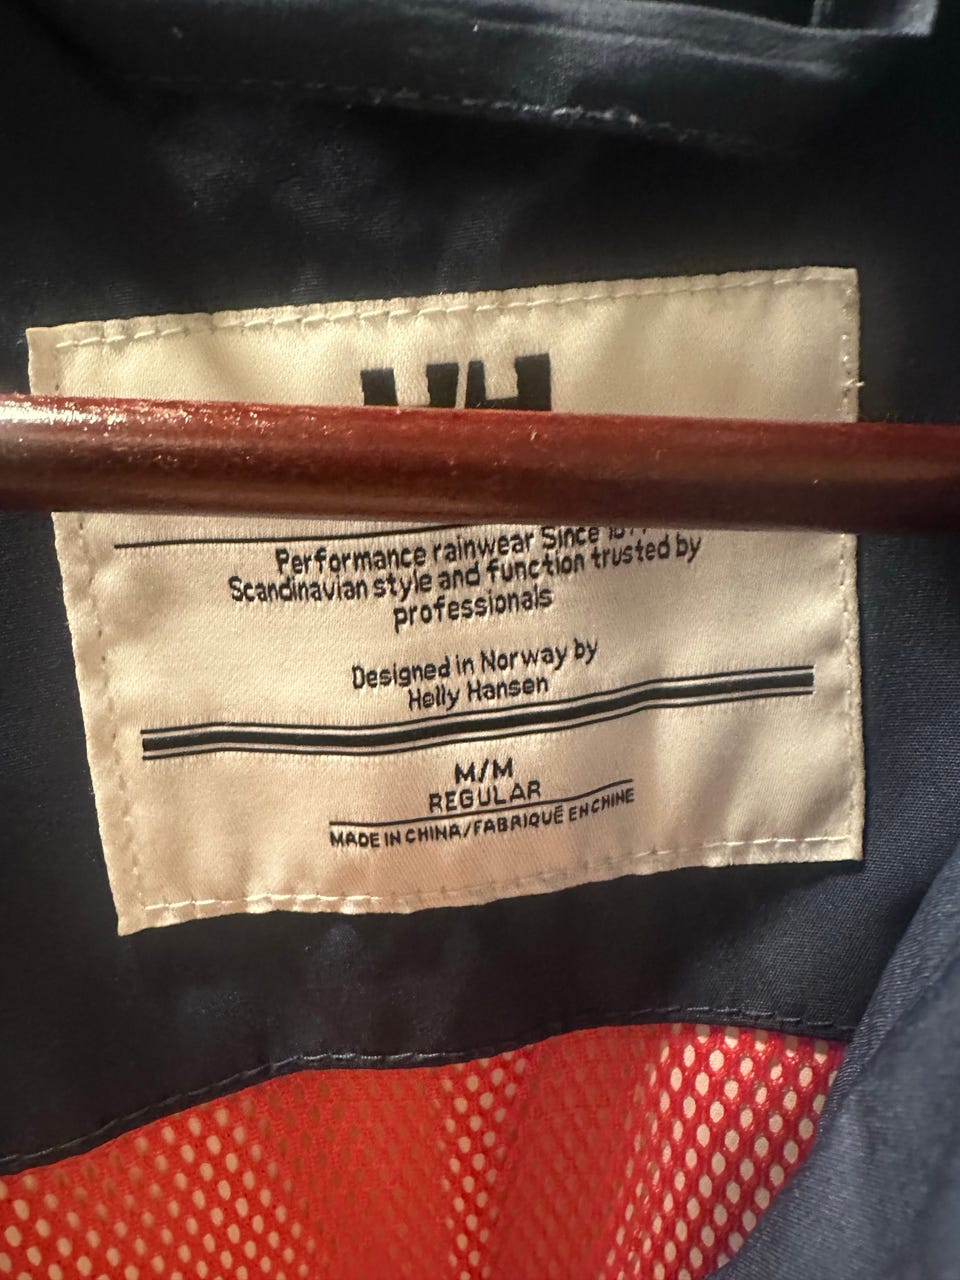 Performance rainwear Since
Scandinavian style and function trusted by
professionals
Designed in Norway by
Helly Hansen
M/M
REGULAR
MADE IN CHINA/FABRIQUÉ EN CHINE